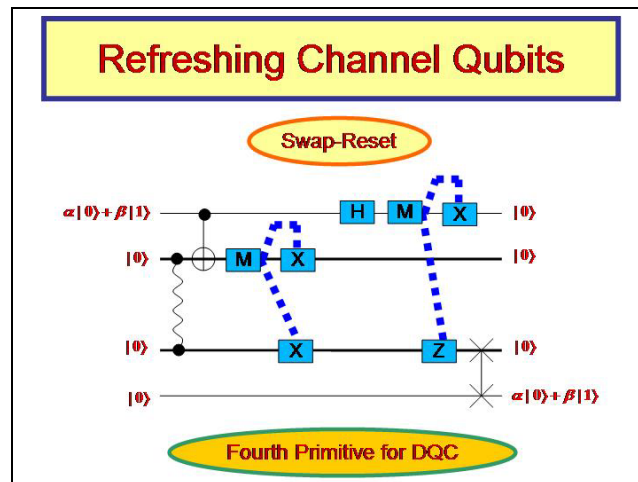 Refreshing Channel Qubits
Swap-Reset
α|0⟩+β|1⟩ H M X |0⟩
|0⟩ M X |0⟩
|0⟩ X Z |0⟩
|0⟩ α|0⟩+β|1⟩
Fourth Primitive for DQC